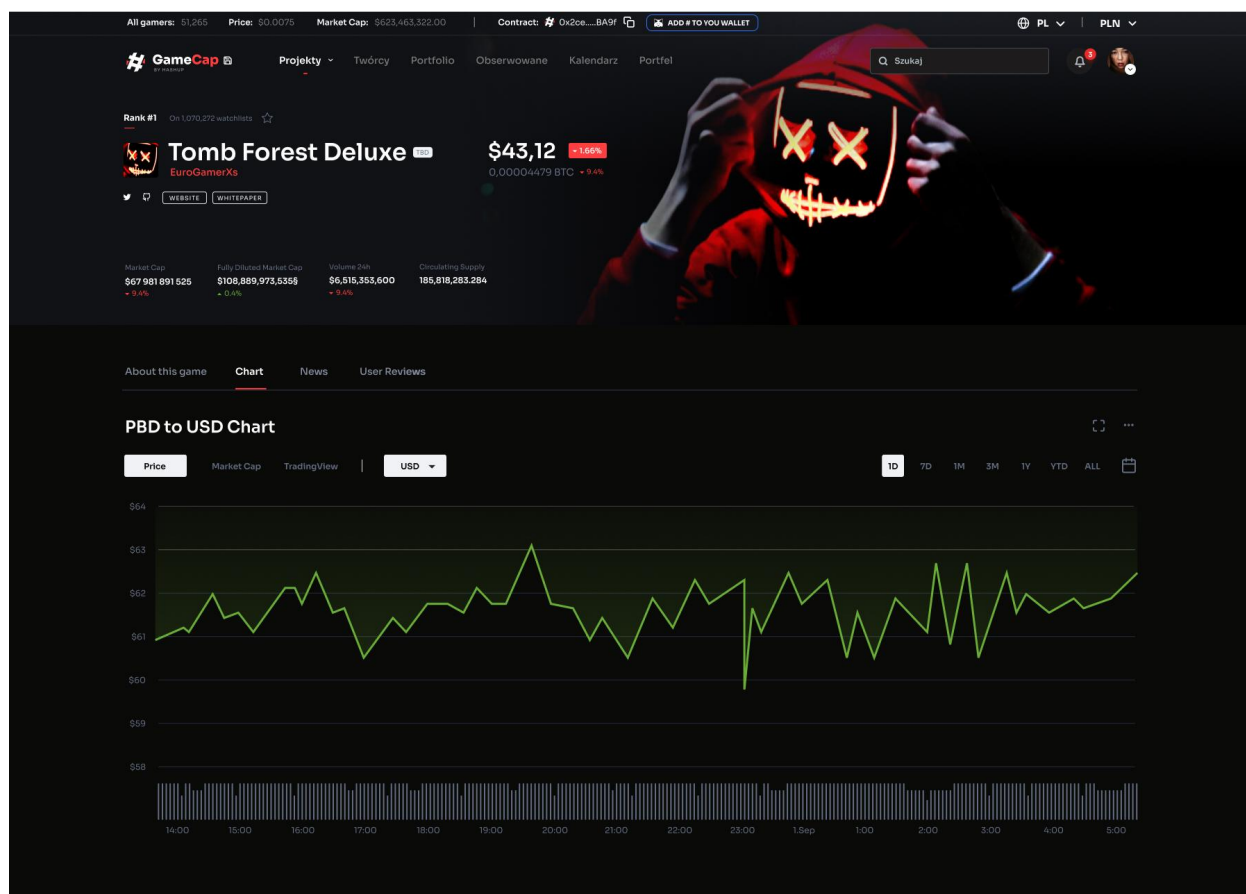 All gamers: 51,265 Price: $0.0075 Market Cap: $623,463,322.00 | Contract: 0x2ce.....BA9f ADD # TO YOU WALLET PL | PLN
GameCap
BY MASHUP
Projekty Twórcy Portfolio Obserwowane Kalendarz Portfel Szukaj 3
Rank #1 On 1,070,272 watchlists
Tomb Forest Deluxe TBD $43,12 1.66%
EuroGamerXs 0,00004479 BTC 9.4%
WEBSITE WHITEPAPER
Market Cap Fully Diluted Market Cap Volume 24h Circulating Supply
$67 981 891 525 $108,889,973,535§ $6,515,353,600 185,818,283.284
9.4% 0.4% 9.4%
About this game Chart News User Reviews
PBD to USD Chart
Price Market Cap TradingView | USD 1D 7D 1M 3M 1Y YTD ALL
$64
$63
$62
$61
$60
$59
$58
14:00 15:00 16:00 17:00 18:00 19:00 20:00 21:00 22:00 23:00 1.Sep 1:00 2:00 3:00 4:00 5:00